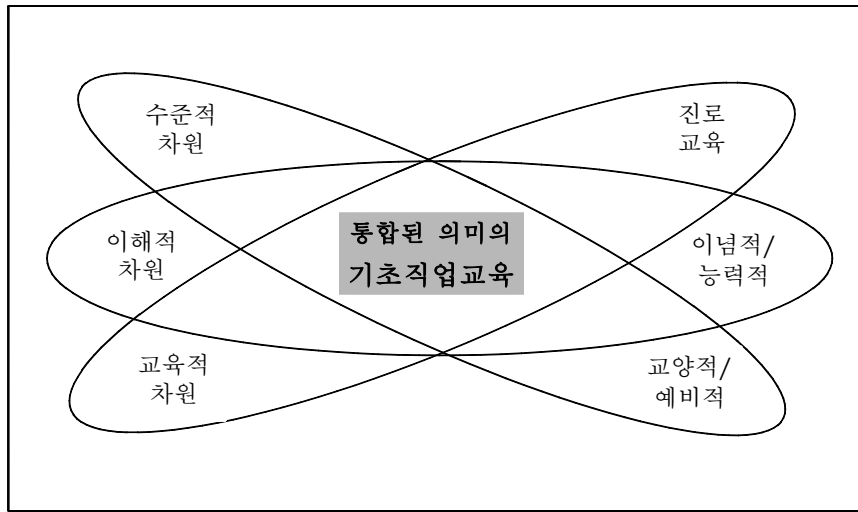 수준적
차원
진로
교육
이해적
차원
통합된 의미의
기초직업교육
이념적/
능력적
교육적
차원
교양적/
예비적